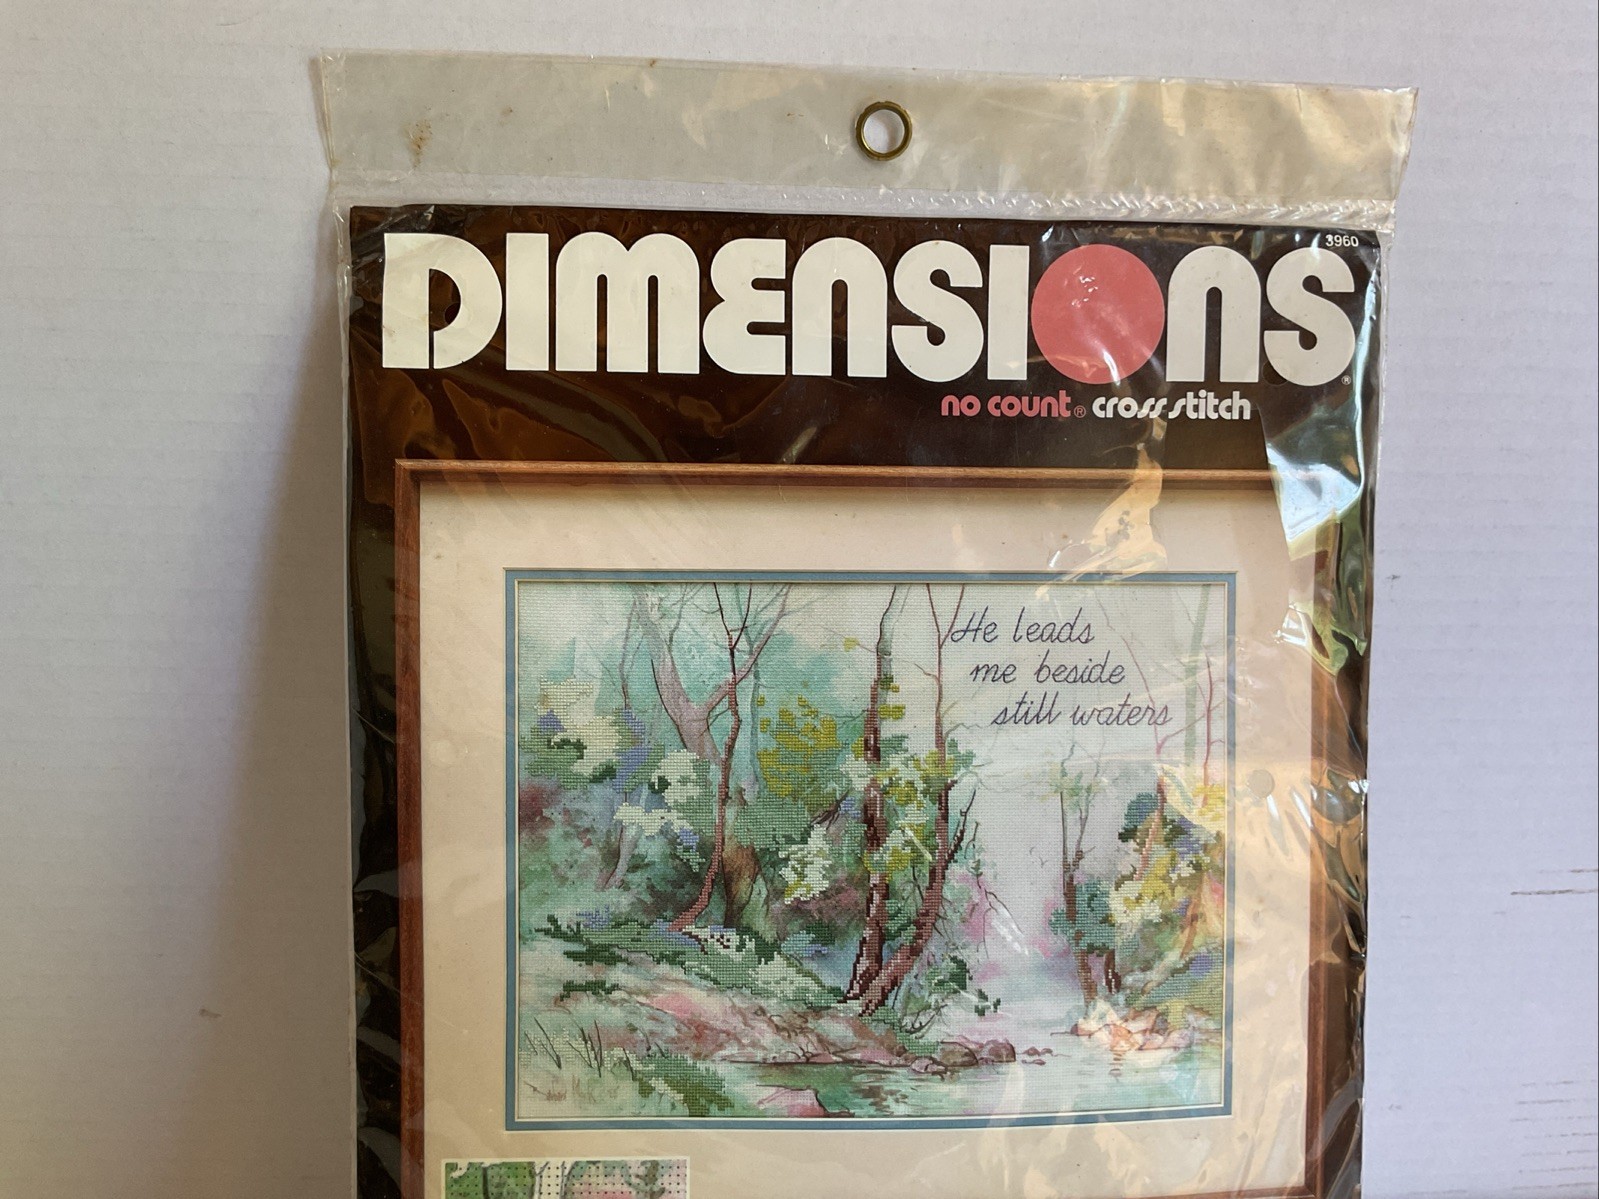 3960
DIMENSIONS®
no count® cross stitch
He leads
me beside
still waters